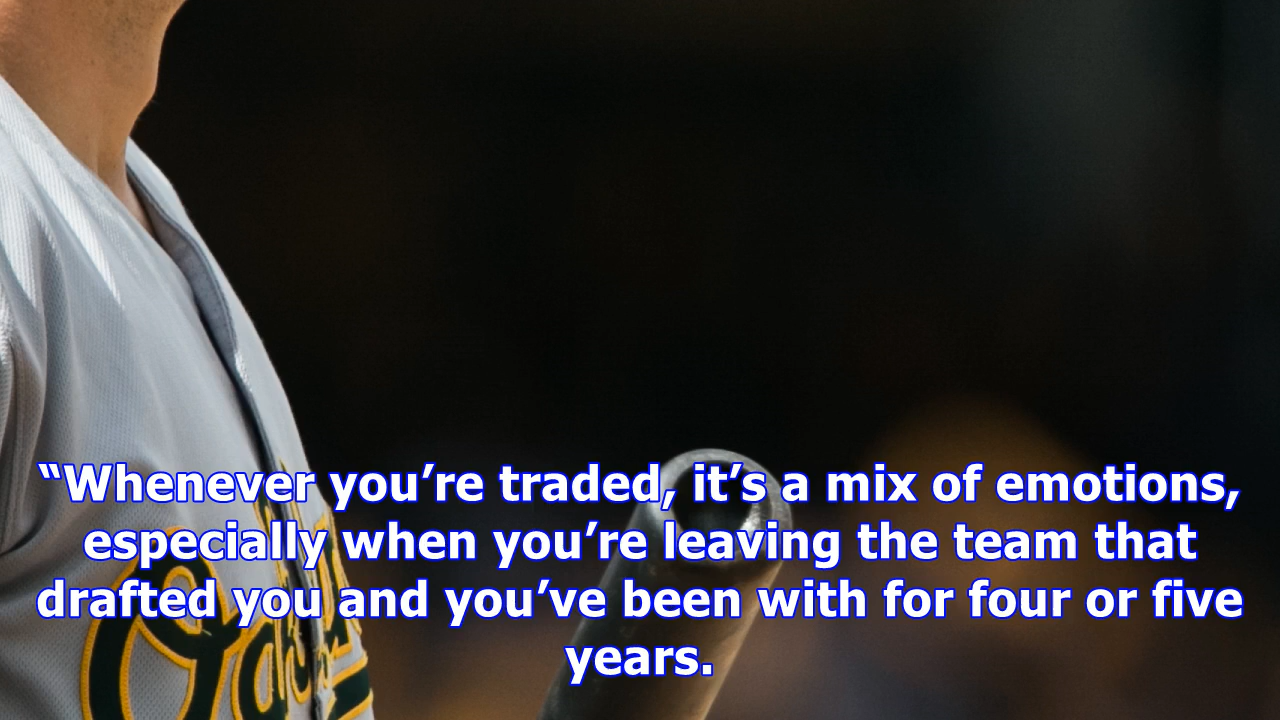 “Whenever you’re traded, it’s a mix of emotions,
especially when you’re leaving the team that
drafted you and you’ve been with for four or five
years.